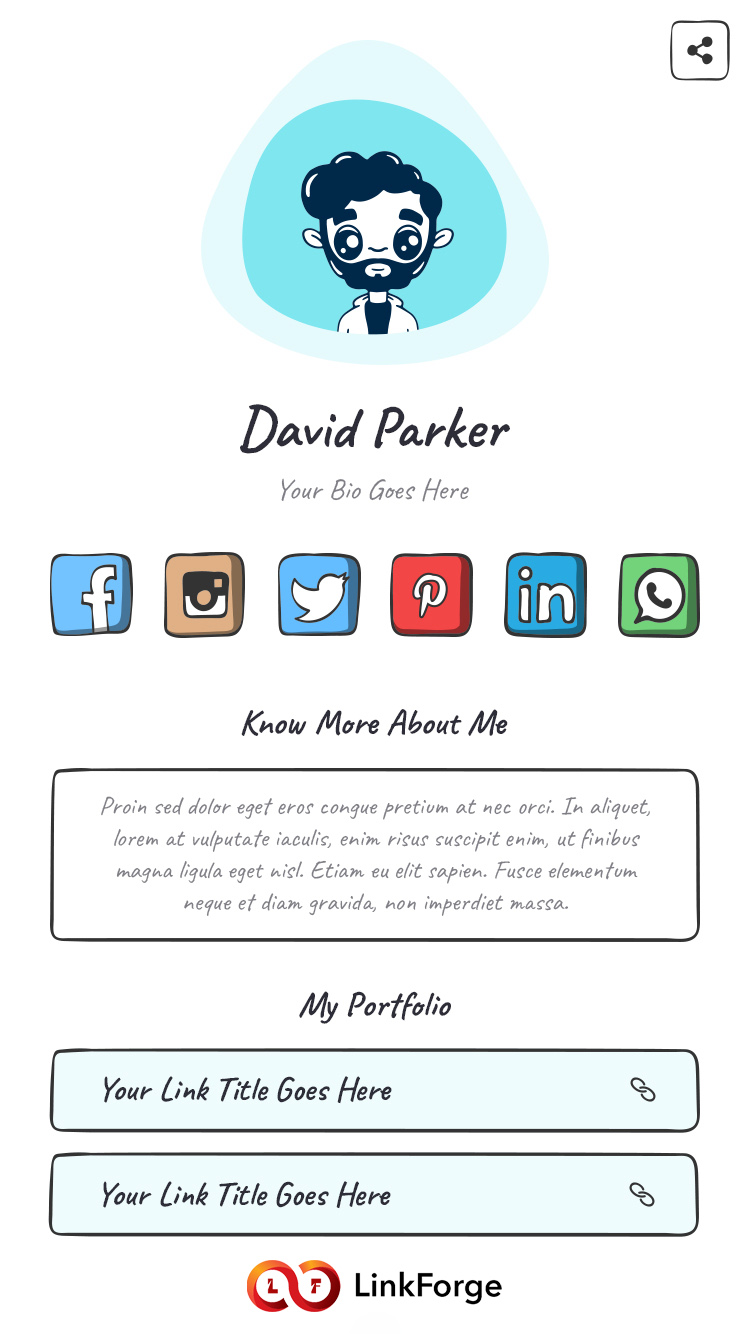 David Parker
Your Bio Goes Here
f
in
Know More About Me
Proin sed dolor eget eros congue pretium at nec orci. In aliquet,
lorem at vulputate iaculis, enim risus suscipit enim, ut finibus
magna ligula eget nisl. Etiam eu elit sapien. Fusce elementum
neque et diam gravida, non imperdiet massa.
My Portfolio
Your Link Title Goes Here
Your Link Title Goes Here
L F LinkForge